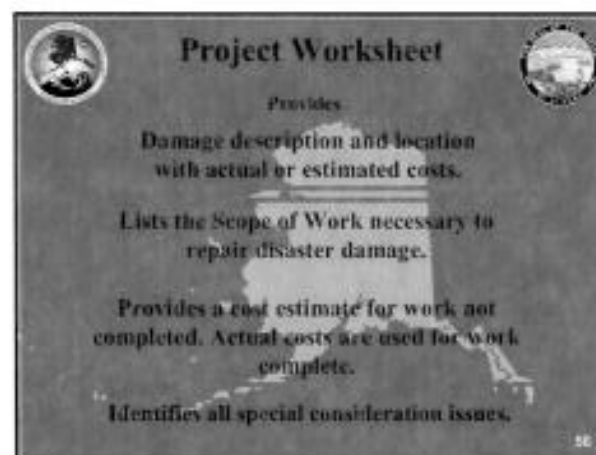 Project Worksheet
Provides
Damage description and location
with actual or estimated costs.
Lists the Scope of Work necessary to
repair disaster damage.
Provides a cost estimate for work not
completed. Actual costs are used for work
complete.
Identifies all special consideration issues.